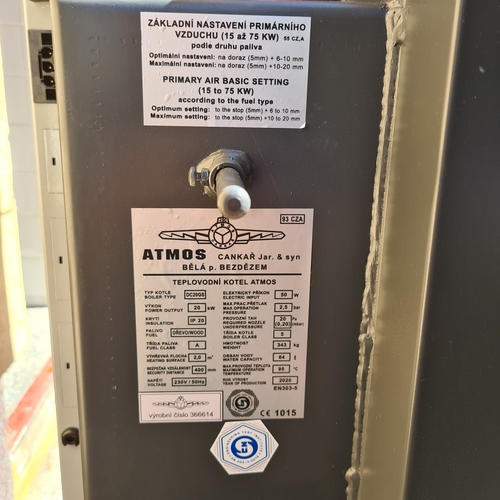 ZÁKLADNÍ NASTAVENÍ PRIMÁRNÍHO
VZDUCHU (15 až 75 KW) 55 CZ,A
podle druhu paliva
Optimální nastavení: na doraz (5mm) + 6-10 mm
Maximální nastavení: na doraz (5mm) +10-20 mm
PRIMARY AIR BASIC SETTING
(15 to 75 KW)
according to the fuel type
Optimum setting: to the stop (5mm) + 6 to 10 mm
Maximum setting: to the stop (5mm) + 10 to 20 mm
93 CZA
ATMOS CANKAŘ Jar. & syn
BĚLÁ p. BEZDĚZEM
TEPLOVODNÍ KOTEL ATMOS
TYP KOTLE
BOILER TYPE DC20GS
VÝKON
POWER OUTPUT 20 kW
KRYTÍ
INSULATION IP 20
PALIVO
FUEL DŘEVO/WOOD
TŘÍDA PALIVA
FUEL CLASS A
VÝHŘEVNÁ PLOCHA
HEATING SURFACE 2,0 m²
BEZPEČNÁ VZDÁLENOST
SECURITY DISTANCE 400 mm
NAPĚTÍ
VOLTAGE 230V / 50Hz
ELEKTRICKÝ PŘÍKON
ELECTRIC INPUT 50 W
MAX.PRAC.PŘETLAK
MAX.OPERATION
PRESSURE 2,5 bar
PROVOZNÍ TAH
REQUIRED NOZZLE
UNDERPRESSURE 20 Pa
(0,20) mbar
TŘÍDA KOTLE
BOILER CLASS 5
HMOTNOST
WEIGHT 343 kg
OBSAH VODY
WATER CAPACITY 64 l
MAX.PROVOZNÍ TEPLOTA
MAXIMUM OPERATION
TEMPERATURE 95 °C
ROK VÝROBY
YEAR OF PRODUCTION 2020
EN303-5
výrobní číslo 366614
CE 1015